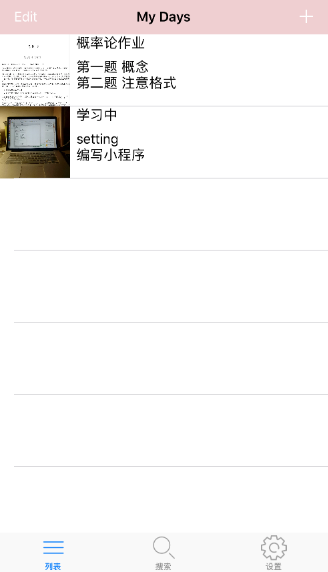 Edit
My Days
概率论作业
第一题 概念
第二题 注意格式
学习中
setting
编写小程序
列表
搜索
设置